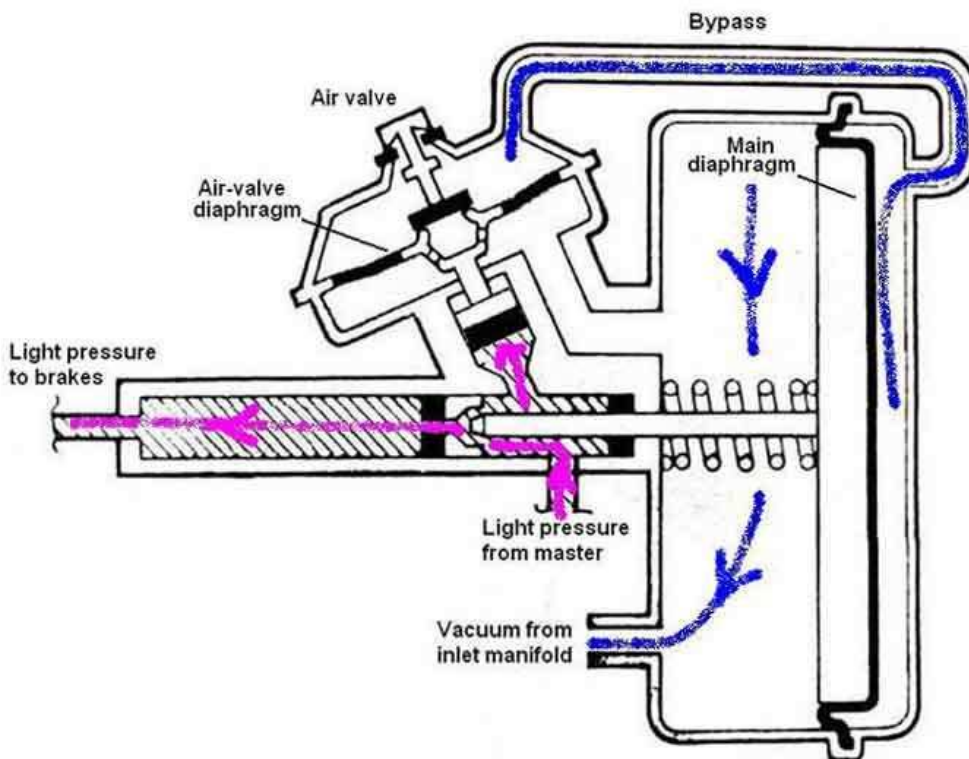 Bypass
Air valve
Main
diaphragm
Air-valve
diaphragm
Light pressure
to brakes
Light pressure
from master
Vacuum from
inlet manifold